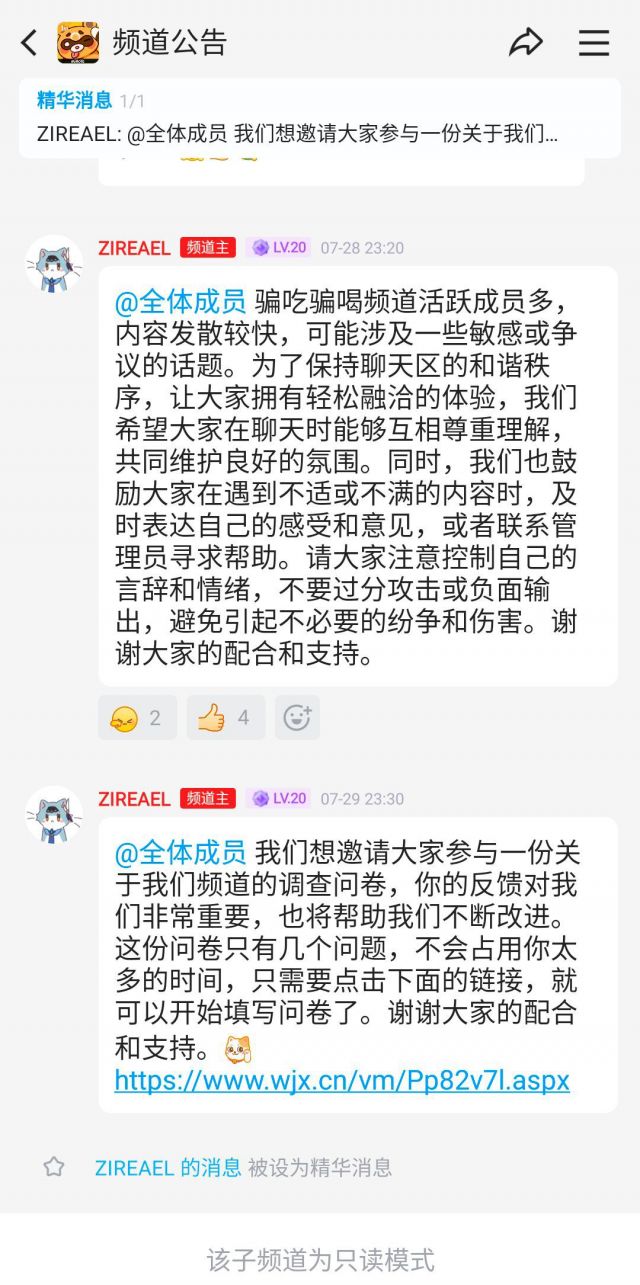 频道公告
精华消息 1/1
ZIREAEL: @全体成员 我们想邀请大家参与一份关于我们...
ZIREAEL 频道主 LV.20 07-28 23:20
@全体成员 骗吃骗喝频道活跃成员多，
内容发散较快，可能涉及一些敏感或争
议的话题。为了保持聊天区的和谐秩
序，让大家拥有轻松融洽的体验，我们
希望大家在聊天时能够互相尊重理解，
共同维护良好的氛围。同时，我们也鼓
励大家在遇到不适或不满的内容时，及
时表达自己的感受和意见，或者联系管
理员寻求帮助。请大家注意控制自己的
言辞和情绪，不要过分攻击或负面输
出，避免引起不必要的纷争和伤害。谢
谢大家的配合和支持。
2 4
ZIREAEL 频道主 LV.20 07-29 23:30
@全体成员 我们想邀请大家参与一份关
于我们频道的调查问卷，你的反馈对我
们非常重要，也将帮助我们不断改进。
这份问卷只有几个问题，不会占用你太
多的时间，只需要点击下面的链接，就
可以开始填写问卷了。谢谢大家的配合
和支持。
https://www.wjx.cn/vm/Pp82v7l.aspx
ZIREAEL 的消息 被设为精华消息
该子频道为只读模式